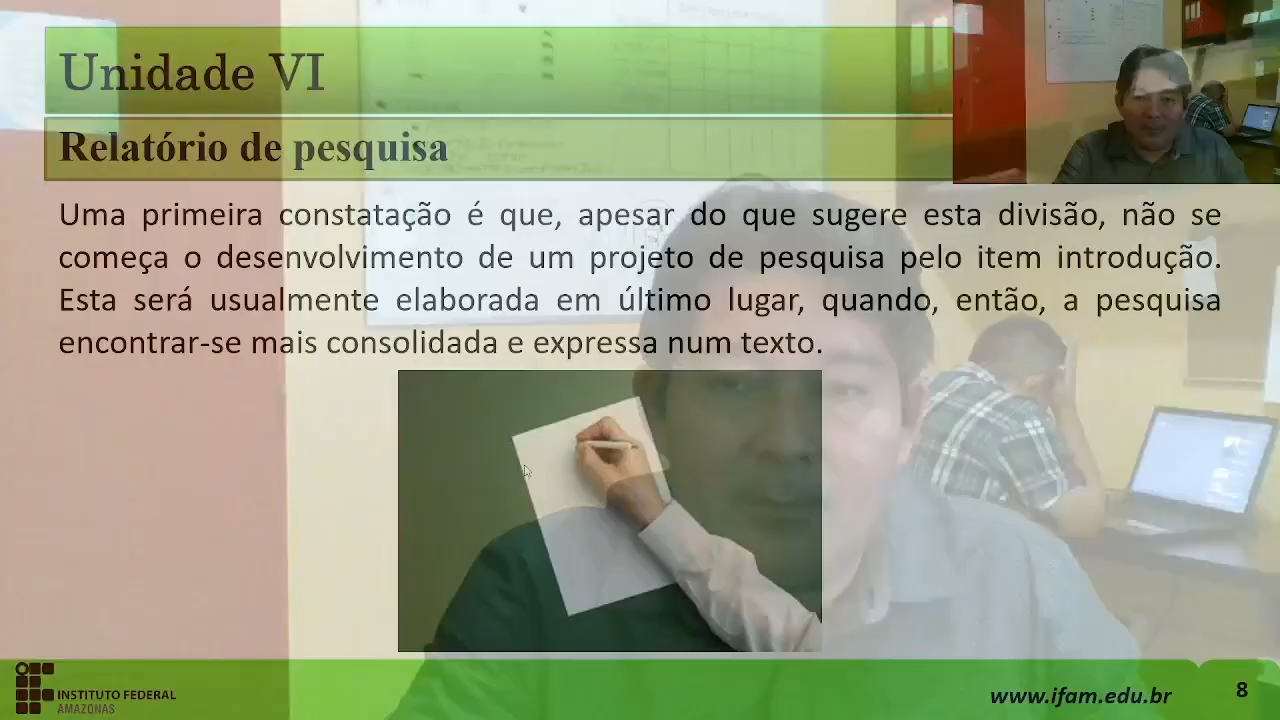 Unidade VI
Relatório de pesquisa
Uma primeira constatação é que, apesar do que sugere esta divisão, não se
começa o desenvolvimento de um projeto de pesquisa pelo item introdução.
Esta será usualmente elaborada em último lugar, quando, então, a pesquisa
encontrar-se mais consolidada e expressa num texto.
INSTITUTO FEDERAL
AMAZONAS
www.ifam.edu.br
8